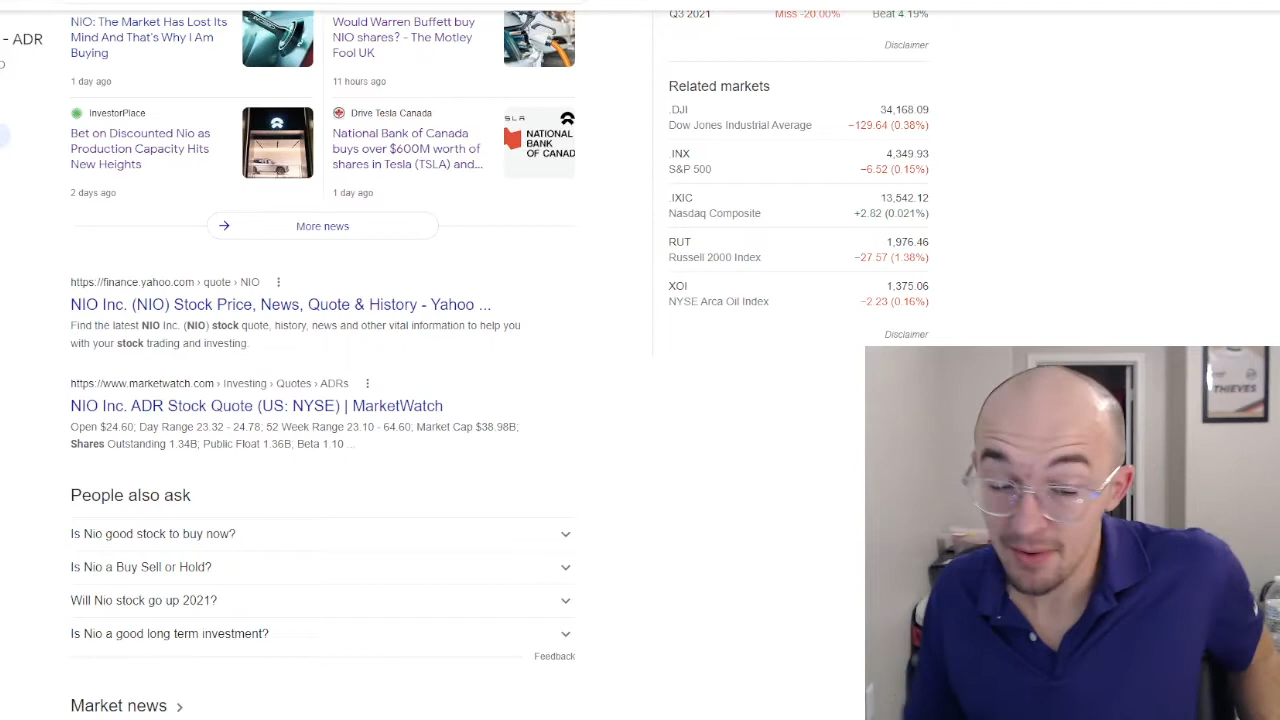 - ADR
NIO: The Market Has Lost Its
Mind And That's Why I Am
Buying
1 day ago
Would Warren Buffett buy
NIO shares? - The Motley
Fool UK
11 hours ago
InvestorPlace
Bet on Discounted Nio as
Production Capacity Hits
New Heights
2 days ago
Drive Tesla Canada
National Bank of Canada
buys over $600M worth of
shares in Tesla (TSLA) and...
1 day ago
SLA
NATIONAL
BANK
OF CANAD
More news
https://finance.yahoo.com › quote › NIO
NIO Inc. (NIO) Stock Price, News, Quote & History - Yahoo ...
Find the latest NIO Inc. (NIO) stock quote, history, news and other vital information to help you
with your stock trading and investing.
https://www.marketwatch.com › Investing › Quotes › ADRs
NIO Inc. ADR Stock Quote (US: NYSE) | MarketWatch
Open $24.60; Day Range 23.32 - 24.78; 52 Week Range 23.10 - 64.60; Market Cap $38.98B;
Shares Outstanding 1.34B; Public Float 1.36B; Beta 1.10 ...
People also ask
Is Nio good stock to buy now?
Is Nio a Buy Sell or Hold?
Will Nio stock go up 2021?
Is Nio a good long term investment?
Feedback
Market news
Q3 2021 Miss -20.00% Beat 4.19%
Disclaimer
Related markets
.DJI 34,168.09
Dow Jones Industrial Average −129.64 (0.38%)
.INX 4,349.93
S&P 500 −6.52 (0.15%)
.IXIC 13,542.12
Nasdaq Composite +2.82 (0.021%)
RUT 1,976.46
Russell 2000 Index −27.57 (1.38%)
XOI 1,375.06
NYSE Arca Oil Index −2.23 (0.16%)
Disclaimer
THIEVES